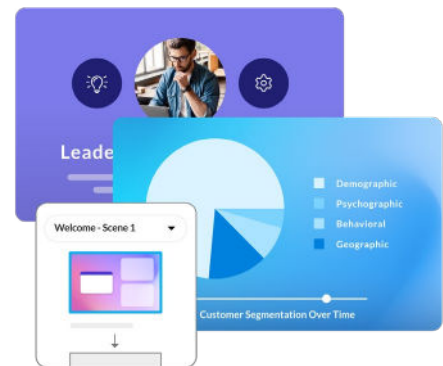 Leade
Demographic
Psychographic
Behavioral
Geographic
Customer Segmentation Over Time
Welcome - Scene 1